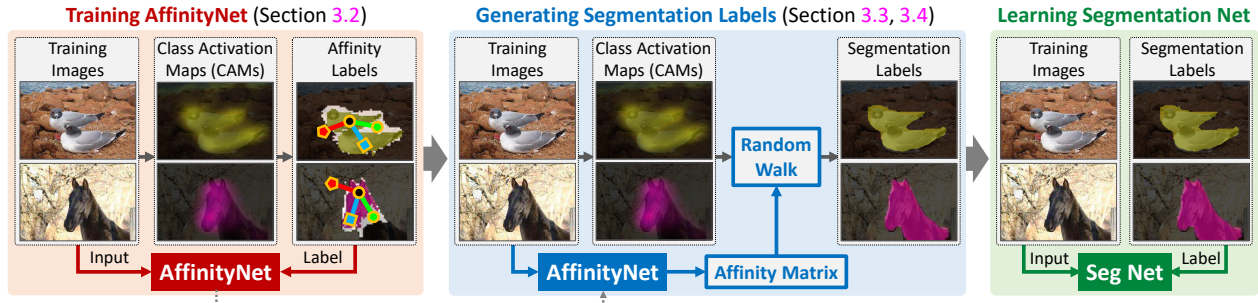 Training AffinityNet (Section 3.2)
Training Images
Class Activation Maps (CAMs)
Affinity Labels
Input
Label
AffinityNet
Generating Segmentation Labels (Section 3.3, 3.4)
Training Images
Class Activation Maps (CAMs)
Segmentation Labels
Random Walk
AffinityNet
Affinity Matrix
Learning Segmentation Net
Training Images
Segmentation Labels
Input
Label
Seg Net